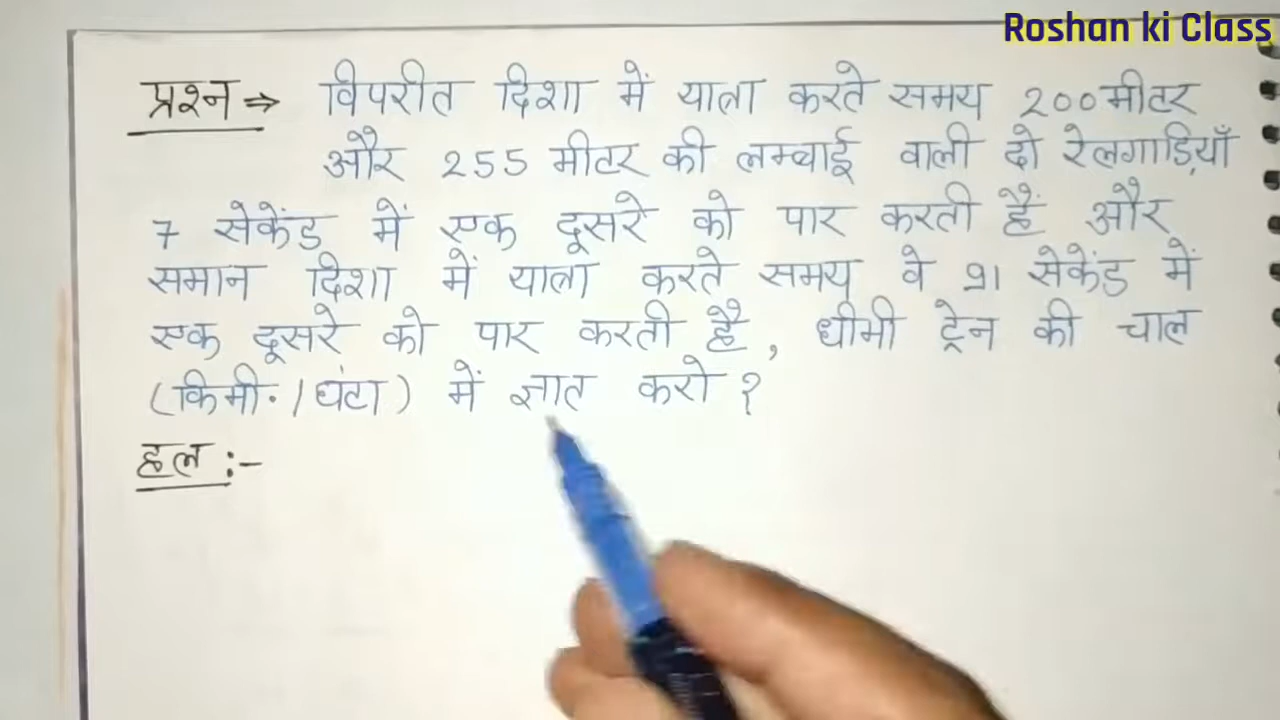 Roshan ki Class
प्रश्न ⇒ विपरीत दिशा में यात्रा करते समय 200 मीटर
और 255 मीटर की लम्बाई वाली दो रेलगाड़ियाँ
7 सेकेंड में एक दूसरे को पार करती हैं और
समान दिशा में यात्रा करते समय वे 91 सेकेंड में
एक दूसरे को पार करती है, धीमी ट्रेन की चाल
(किमी. / घंटा) में ज्ञात करो ?
हल :-